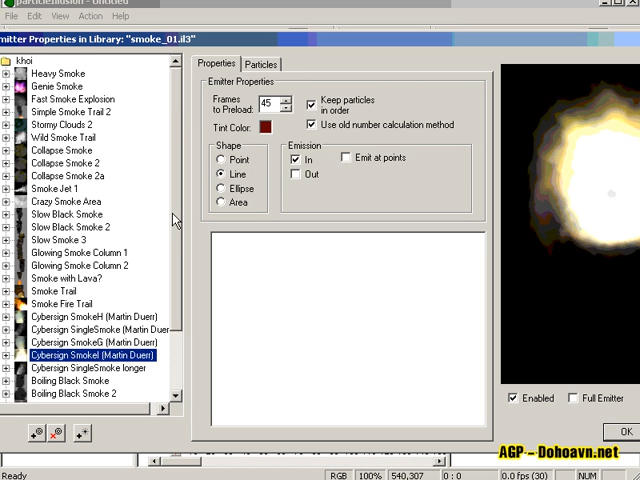 particleIllusion - Untitled
File Edit View Action Help
mitter Properties in Library: "smoke_01.il3"
khoi
Heavy Smoke
Genie Smoke
Fast Smoke Explosion
Simple Smoke Trail 2
Stormy Clouds 2
Wild Smoke Trail
Collapse Smoke
Collapse Smoke 2
Collapse Smoke 2a
Smoke Jet 1
Crazy Smoke Area
Slow Black Smoke
Slow Black Smoke 2
Slow Smoke 3
Glowing Smoke Column 1
Glowing Smoke Column 2
Smoke with Lava?
Smoke Trail
Smoke Fire Trail
Cybersign SmokeH (Martin Duerr)
Cybersign SingleSmoke (Martin Duer
Cybersign SmokeG (Martin Duerr)
Cybersign SmokeI (Martin Duerr)
Cybersign SingleSmoke longer
Boiling Black Smoke
Boiling Black Smoke 2
Properties Particles
Emitter Properties
Frames to Preload: 45
Keep particles in order
Tint Color:
Use old number calculation method
Shape
Point
Line
Ellipse
Area
Emission
In
Out
Emit at points
Enabled Full Emitter
OK
AGP - Dohoavn.net
Ready RGB 100% 540,307 0 : 0 0.0 fps (30) NUM